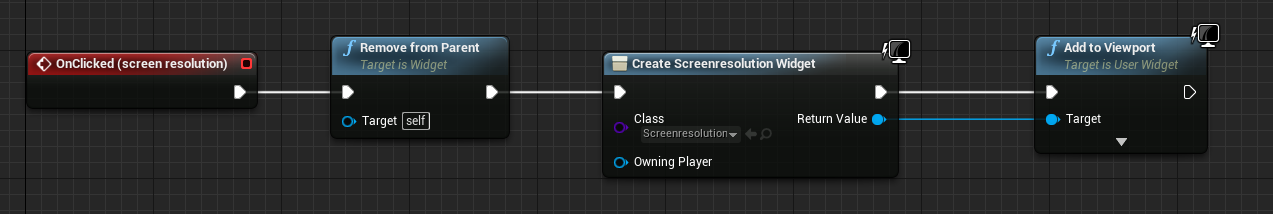 OnClicked (screen resolution)
f Remove from Parent
Target is Widget
Target self
Create Screenresolution Widget
Class
Screenresolution
Return Value
Owning Player
f Add to Viewport
Target is User Widget
Target